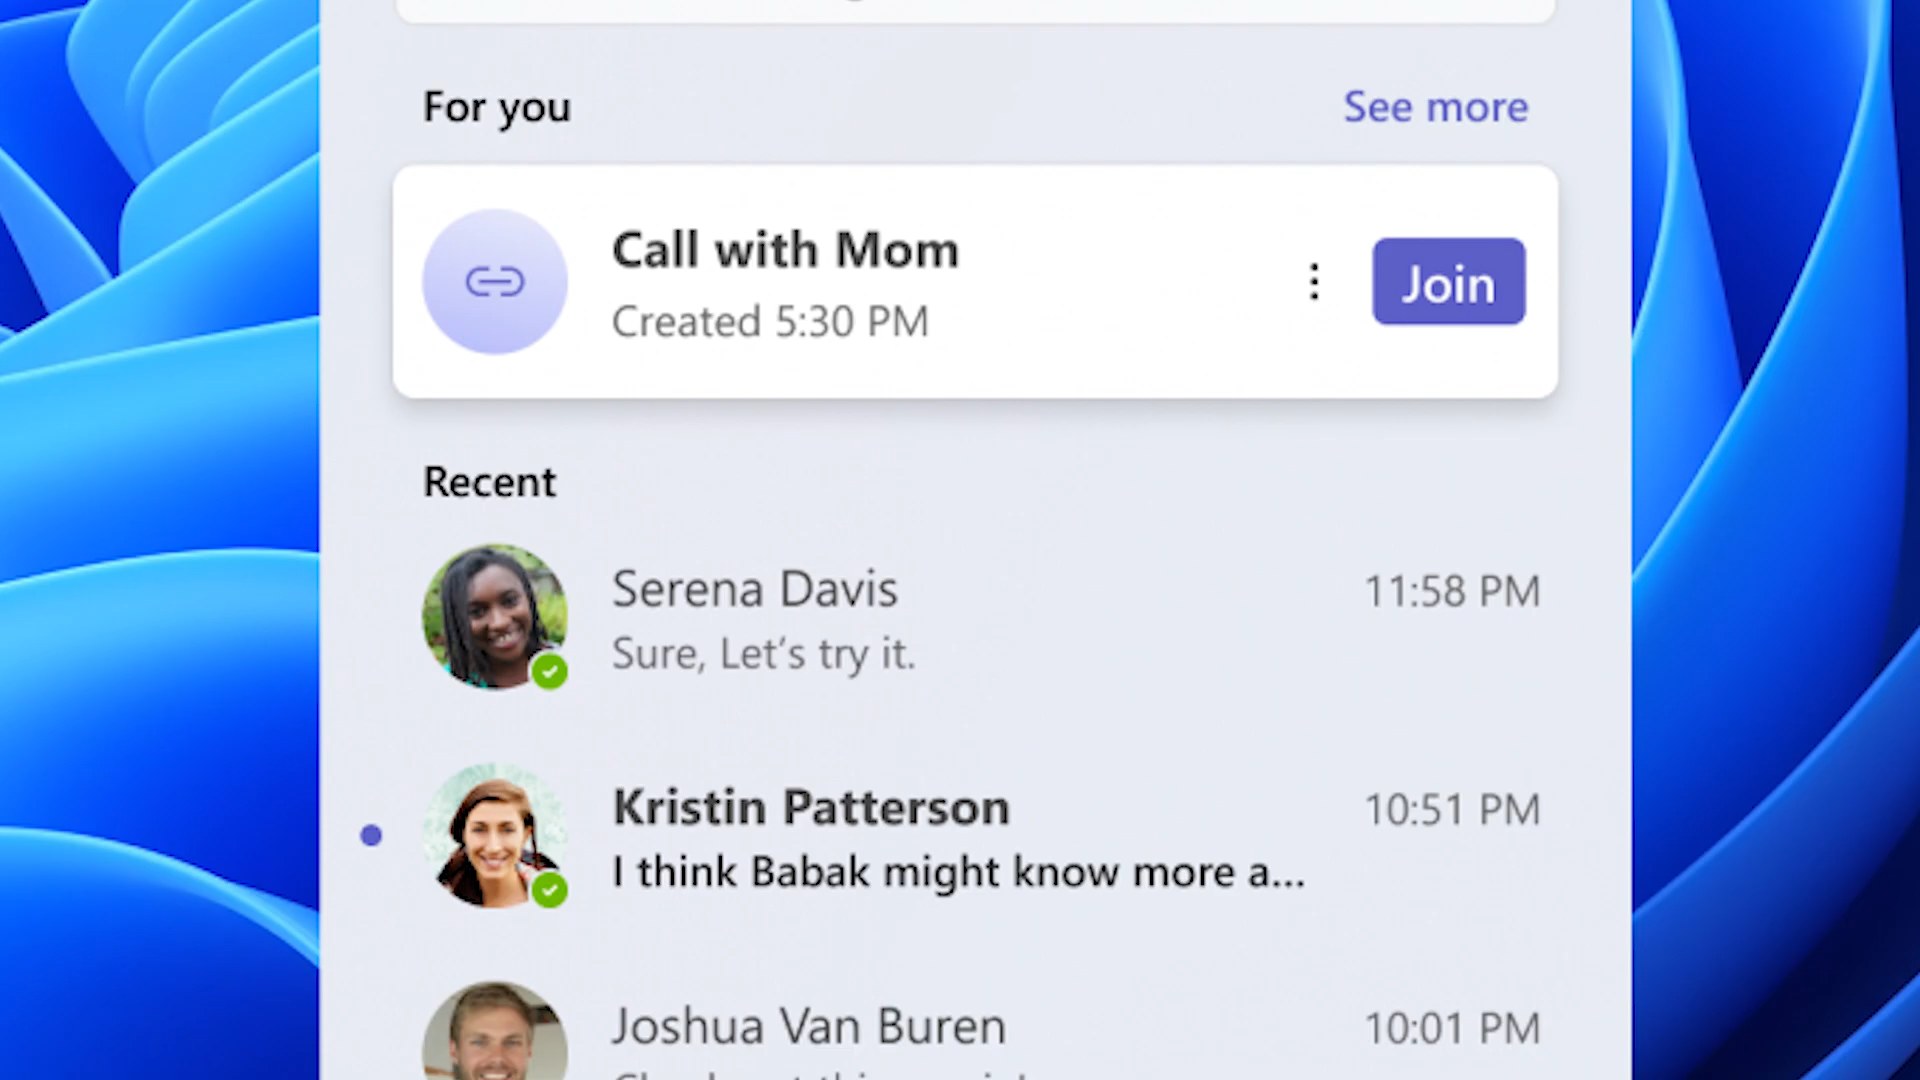 For you
See more
Call with Mom
Created 5:30 PM
Join
Recent
Serena Davis
11:58 PM
Sure, Let’s try it.
Kristin Patterson
10:51 PM
I think Babak might know more a...
Joshua Van Buren
10:01 PM